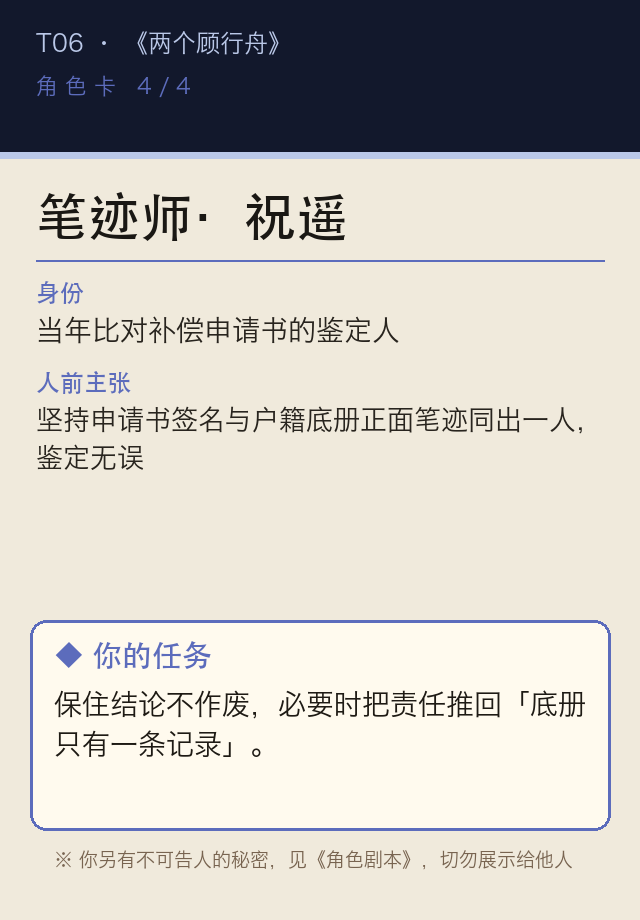 T06 · 《两个顾行舟》
角色卡 4/4
笔迹师· 祝遥
身份
当年比对补偿申请书的鉴定人
人前主张
坚持申请书签名与户籍底册正面笔迹同出一人，
鉴定无误
◆ 你的任务
保住结论不作废，必要时把责任推回「底册
只有一条记录」。
※ 你另有不可告人的秘密，见《角色剧本》，切勿展示给他人